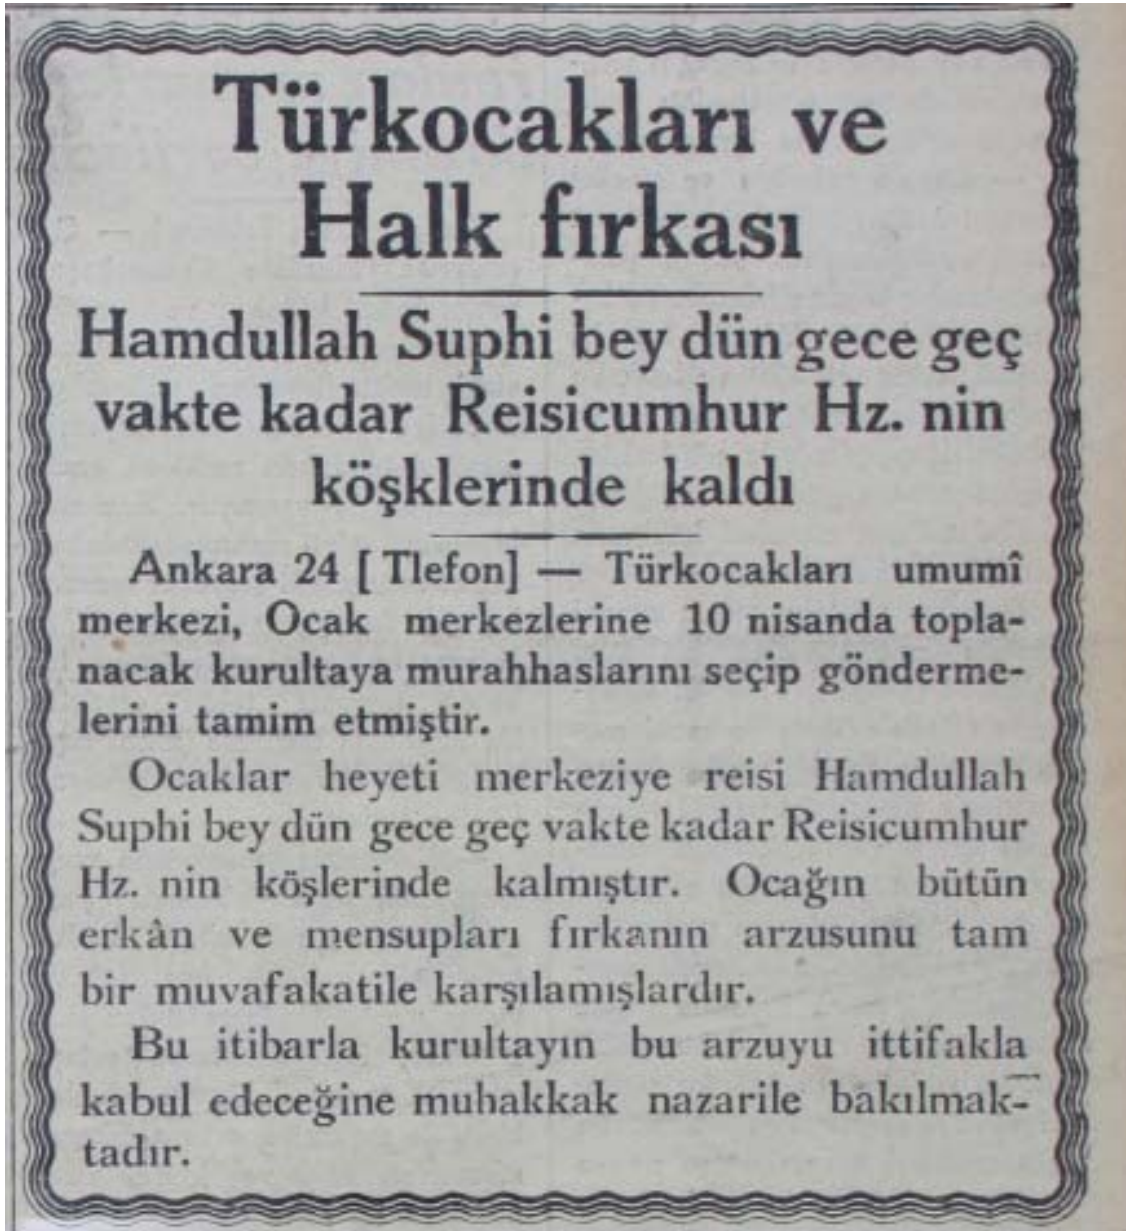 Türkocakları ve
Halk fırkası
Hamdullah Suphi bey dün gece geç
vakte kadar Reisicumhur Hz. nin
köşklerinde kaldı
Ankara 24 [ Tlefon] — Türkocakları umumî
merkezi, Ocak merkezlerine 10 nisanda topla-
nacak kurultaya murahhaslarını seçip gönderme-
lerini tamim etmiştir.
Ocaklar heyeti merkeziye reisi Hamdullah
Suphi bey dün gece geç vakte kadar Reisicumhur
Hz. nin köşlerinde kalmıştır. Ocağın bütün
erkân ve mensupları fırkanın arzusunu tam
bir muvafakatile karşılamışlardır.
Bu itibarla kurultayın bu arzuyu ittifakla
kabul edeceğine muhakkak nazarile bakılmak-
tadır.